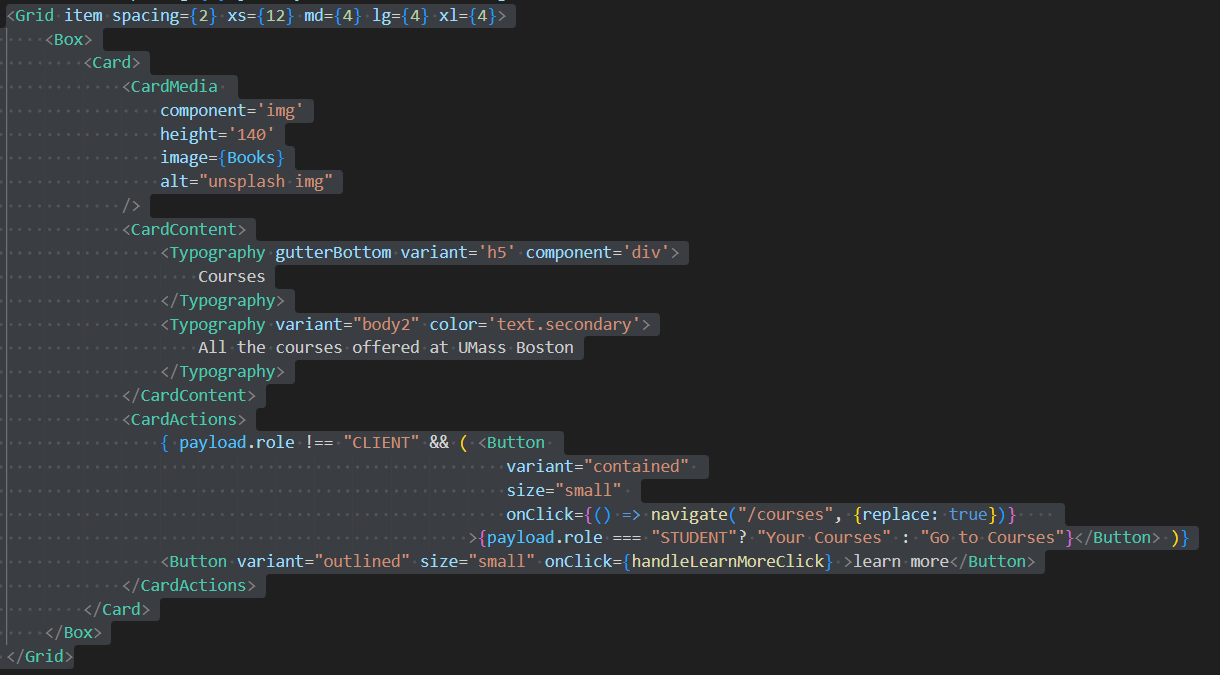 <Grid item spacing={2} xs={12} md={4} lg={4} xl={4}>
<Box>
<Card>
<CardMedia
component='img'
height='140'
image={Books}
alt="unsplash img"
/>
<CardContent>
<Typography gutterBottom variant='h5' component='div'>
Courses
</Typography>
<Typography variant="body2" color='text.secondary'>
All the courses offered at UMass Boston
</Typography>
</CardContent>
<CardActions>
{ payload.role !== "CLIENT" && ( <Button
variant="contained"
size="small"
onClick={() => navigate("/courses", {replace: true})}
>{payload.role === "STUDENT"? "Your Courses" : "Go to Courses"}</Button> )}
<Button variant="outlined" size="small" onClick={handleLearnMoreClick} >learn more</Button>
</CardActions>
</Card>
</Box>
</Grid>